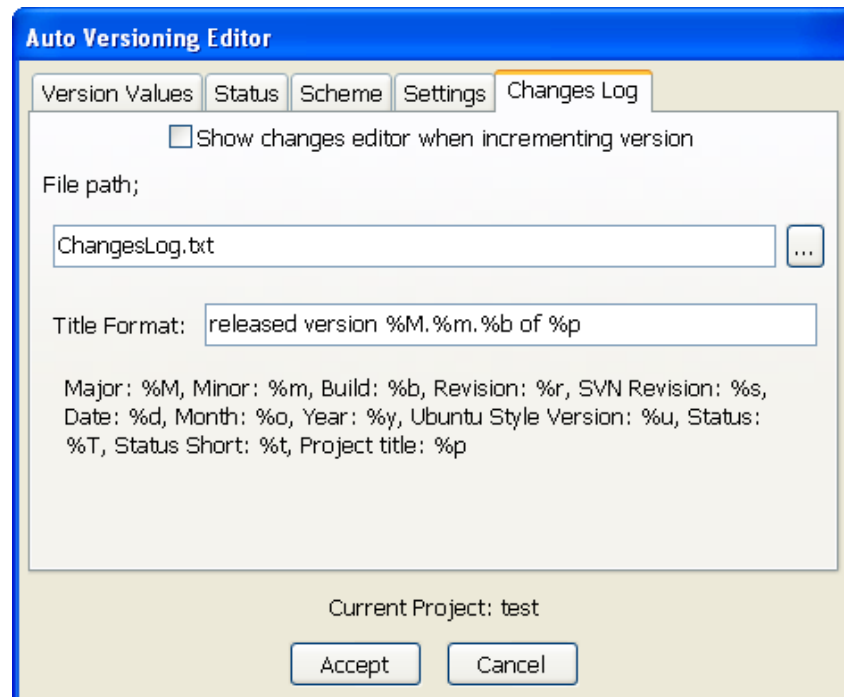 Auto Versioning Editor
Version Values Status Scheme Settings Changes Log
Show changes editor when incrementing version
File path;
ChangesLog.txt ...
Title Format: released version %M.%m.%b of %p
Major: %M, Minor: %m, Build: %b, Revision: %r, SVN Revision: %s,
Date: %d, Month: %o, Year: %y, Ubuntu Style Version: %u, Status:
%T, Status Short: %t, Project title: %p
Current Project: test
Accept Cancel